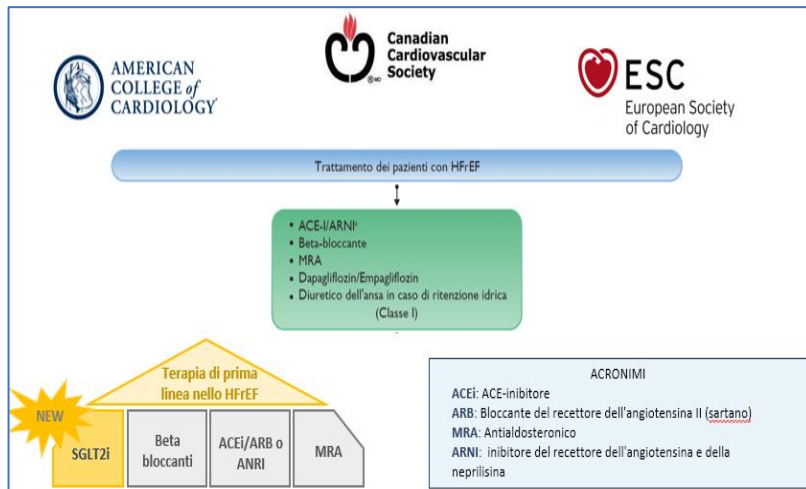 AMERICAN
COLLEGE of
CARDIOLOGY
Canadian
Cardiovascular
Society
ESC
European Society
of Cardiology
Trattamento dei pazienti con HFrEF
• ACE-I/ARNIᵃ
• Beta-bloccante
• MRA
• Dapagliflozin/Empagliflozin
• Diuretico dell'ansa in caso di ritenzione idrica
(Classe I)
Terapia di prima
linea nello HFrEF
NEW
SGLT2i
Beta
bloccanti
ACEi/ARB o
ANRI
MRA
ACRONIMI
ACEi: ACE-inibitore
ARB: Bloccante del recettore dell'angiotensina II (sartano)
MRA: Antialdosteronico
ARNI: inibitore del recettore dell'angiotensina e della
neprilisina